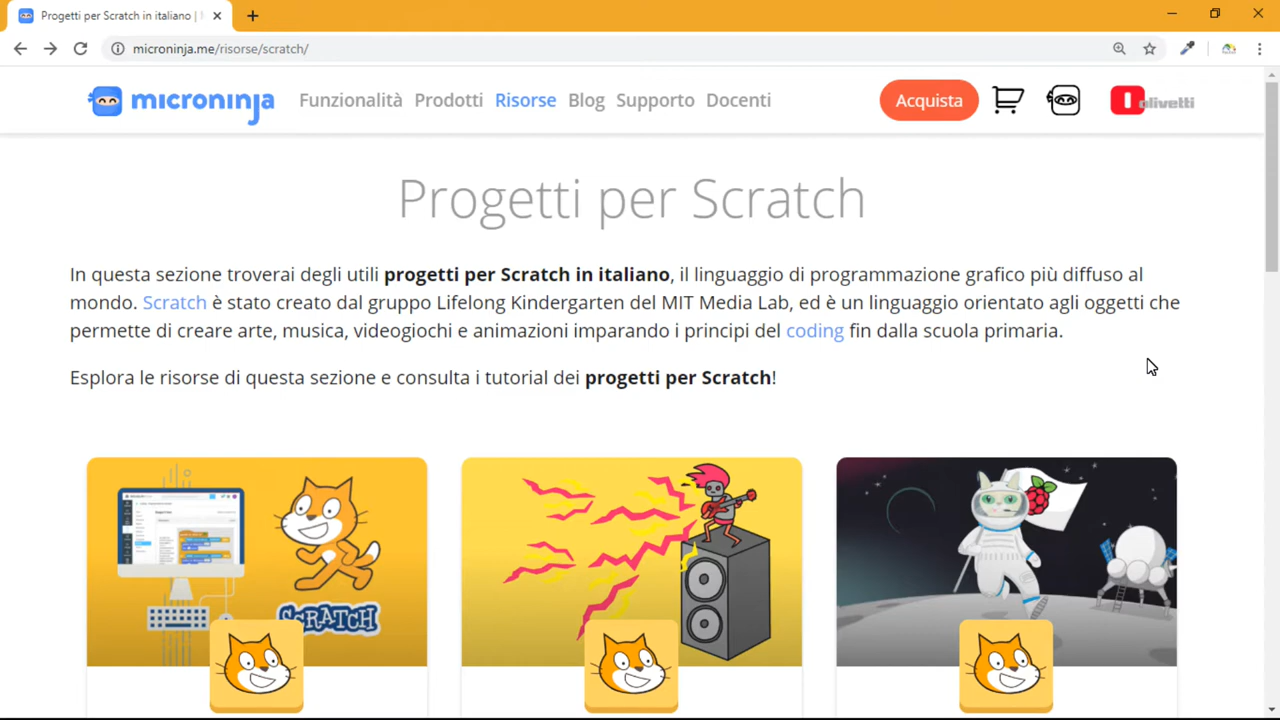 Progetti per Scratch in italiano |
microninja.me/risorse/scratch/
microninja Funzionalità Prodotti Risorse Blog Supporto Docenti Acquista olivetti
Progetti per Scratch
In questa sezione troverai degli utili progetti per Scratch in italiano, il linguaggio di programmazione grafico più diffuso al
mondo. Scratch è stato creato dal gruppo Lifelong Kindergarten del MIT Media Lab, ed è un linguaggio orientato agli oggetti che
permette di creare arte, musica, videogiochi e animazioni imparando i principi del coding fin dalla scuola primaria.
Esplora le risorse di questa sezione e consulta i tutorial dei progetti per Scratch!
SCRATCH